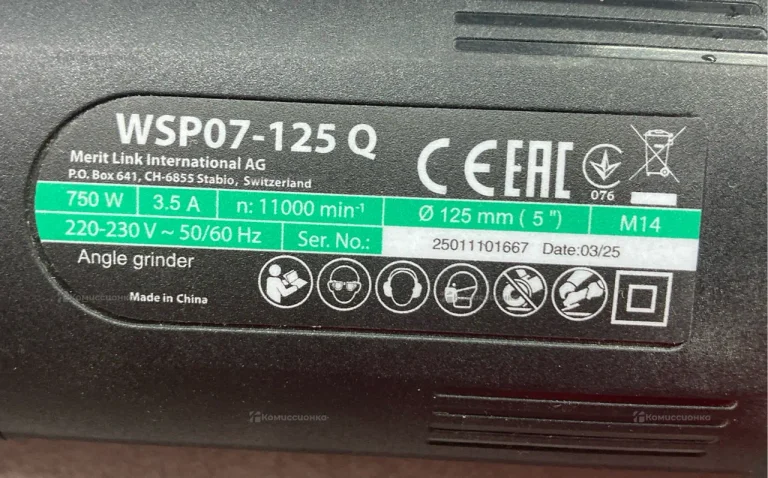 WSP07-125 Q
Merit Link International AG
P.O. Box 641, CH-6855 Stabio, Switzerland
CE EAC
076
750 W 3.5 A n: 11000 min⁻¹ Ø 125 mm ( 5 ") M14
220-230 V ~ 50/60 Hz Ser. No.: 25011101667 Date:03/25
Angle grinder
Made in China
Комиссионка Комиссионка